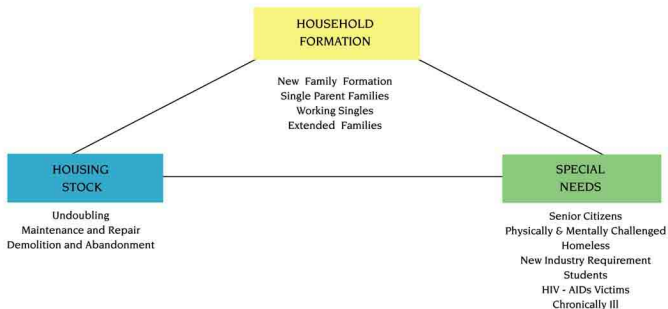 HOUSEHOLD
FORMATION
New Family Formation
Single Parent Families
Working Singles
Extended Families
HOUSING
STOCK
Undoubling
Maintenance and Repair
Demolition and Abandonment
SPECIAL
NEEDS
Senior Citizens
Physically & Mentally Challenged
Homeless
New Industry Requirement
Students
HIV - AIDs Victims
Chronically Ill